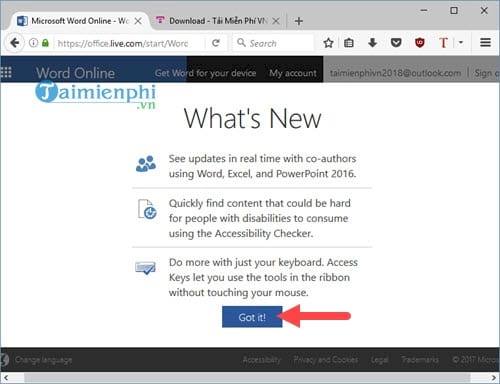 Microsoft Word Online - Wo
Download - Tải Miễn Phí VN
https://office.live.com/start/Word
Word Online
Get Word for your device
My account
taimienphivn2018@outlook.com
Sign o
Taimienphi
.vn
What's New
See updates in real time with co-authors
using Word, Excel, and PowerPoint 2016.
Quickly find content that could be hard
for people with disabilities to consume
using the Accessibility Checker.
Do more with just your keyboard. Access
Keys let you use the tools in the ribbon
without touching your mouse.
Got it!
Change language
Accessibility
Privacy and Cookies
Legal
Trademarks
© 2017 Micros